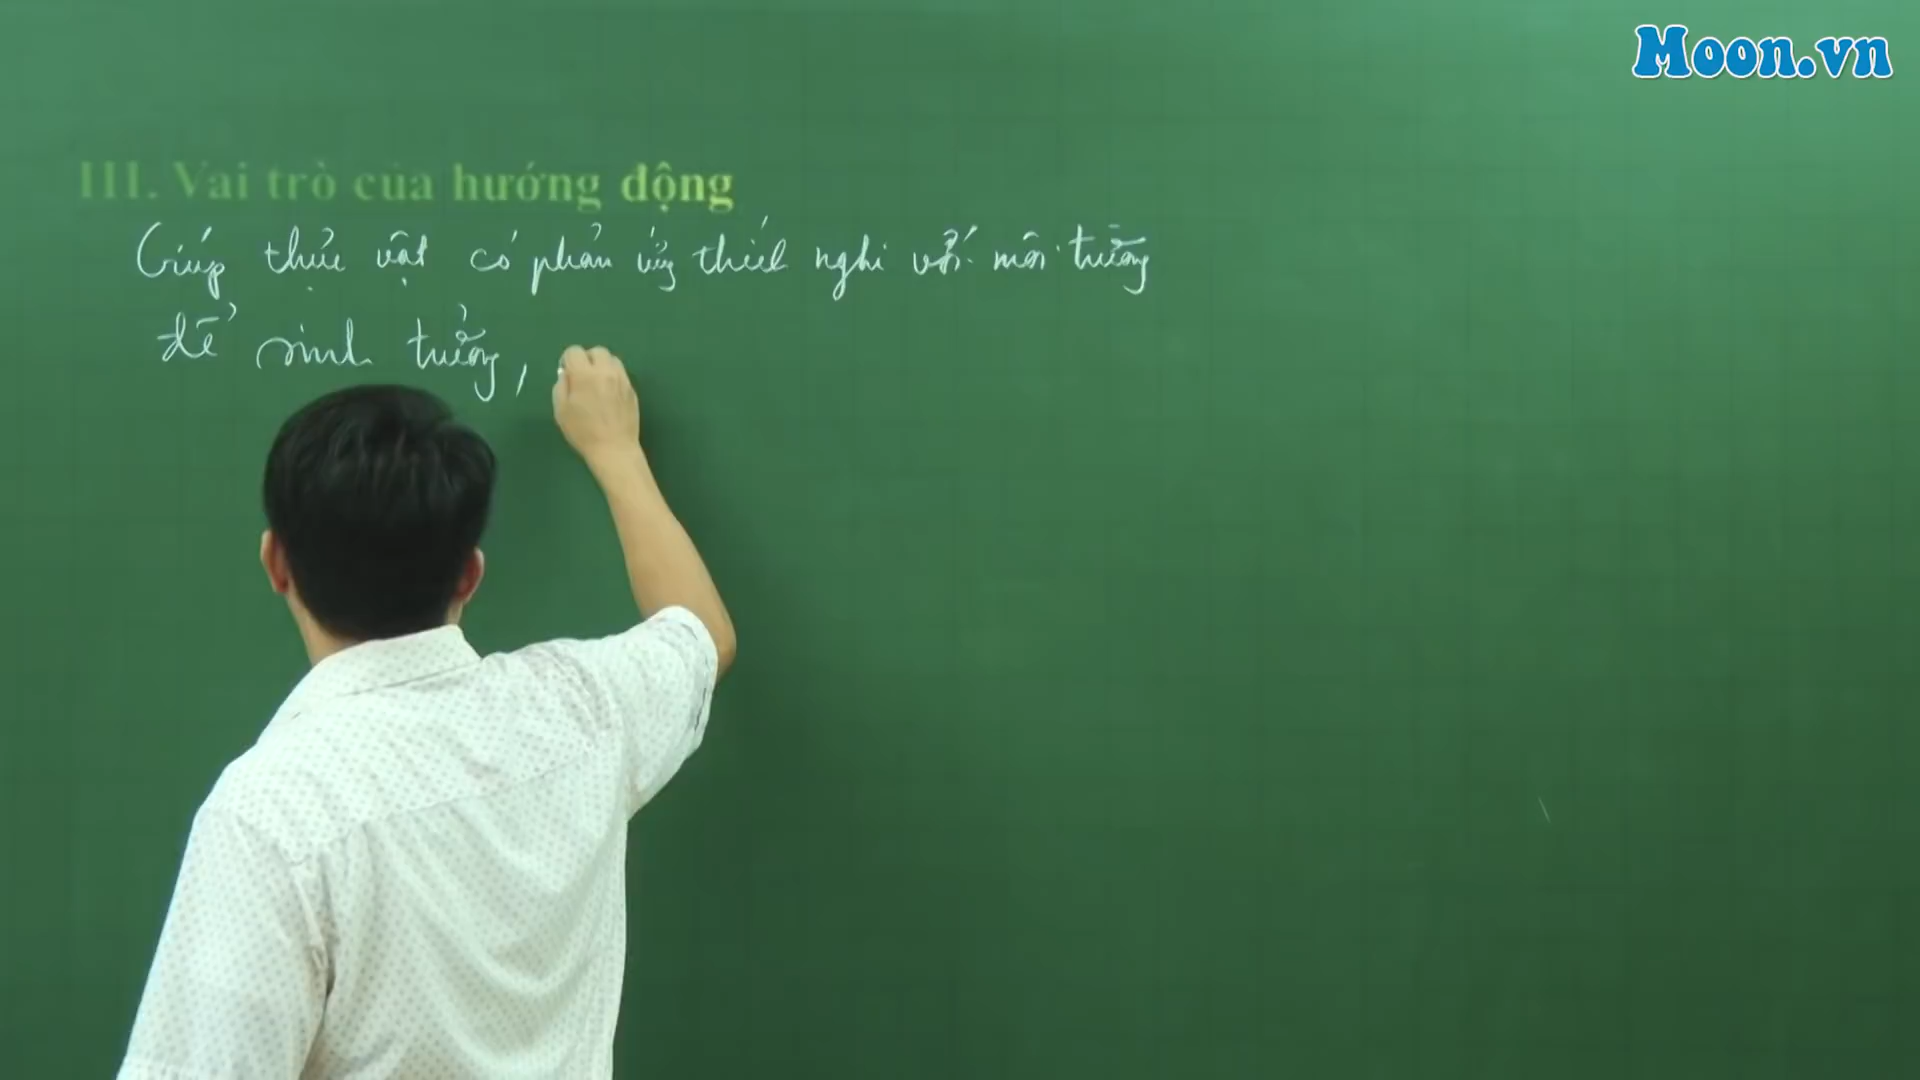 Moon.vn
III. Vai trò của hướng động
Giúp thực vật có phản ứng thích nghi với môi trường
để sinh trưởng,